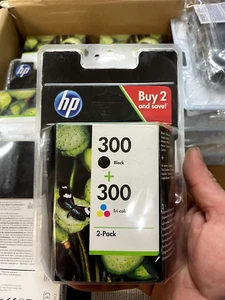 hp
Buy 2
and save!
300
Black
+
300
Tri-color
2-Pack